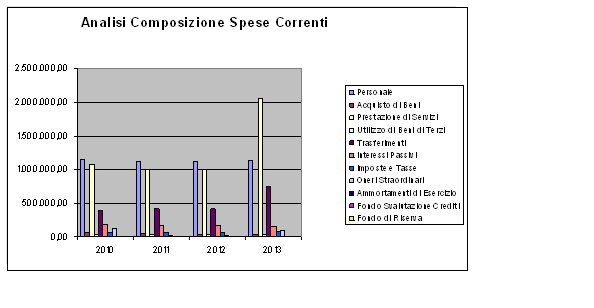 Analisi Composizione Spese Correnti
2.500.000,00
2.000.000,00
1.500.000,00
1.000.000,00
500.000,00
0,00
2010
2011
2012
2013
Personale
Acquisto di Beni
Prestazione di Servizi
Utilizzo di Beni di Terzi
Trasferimenti
Interessi Passivi
Imposte e Tasse
Oneri Straordinari
Ammortamenti di Esercizio
Fondo Svalutazione Crediti
Fondo di Riserva